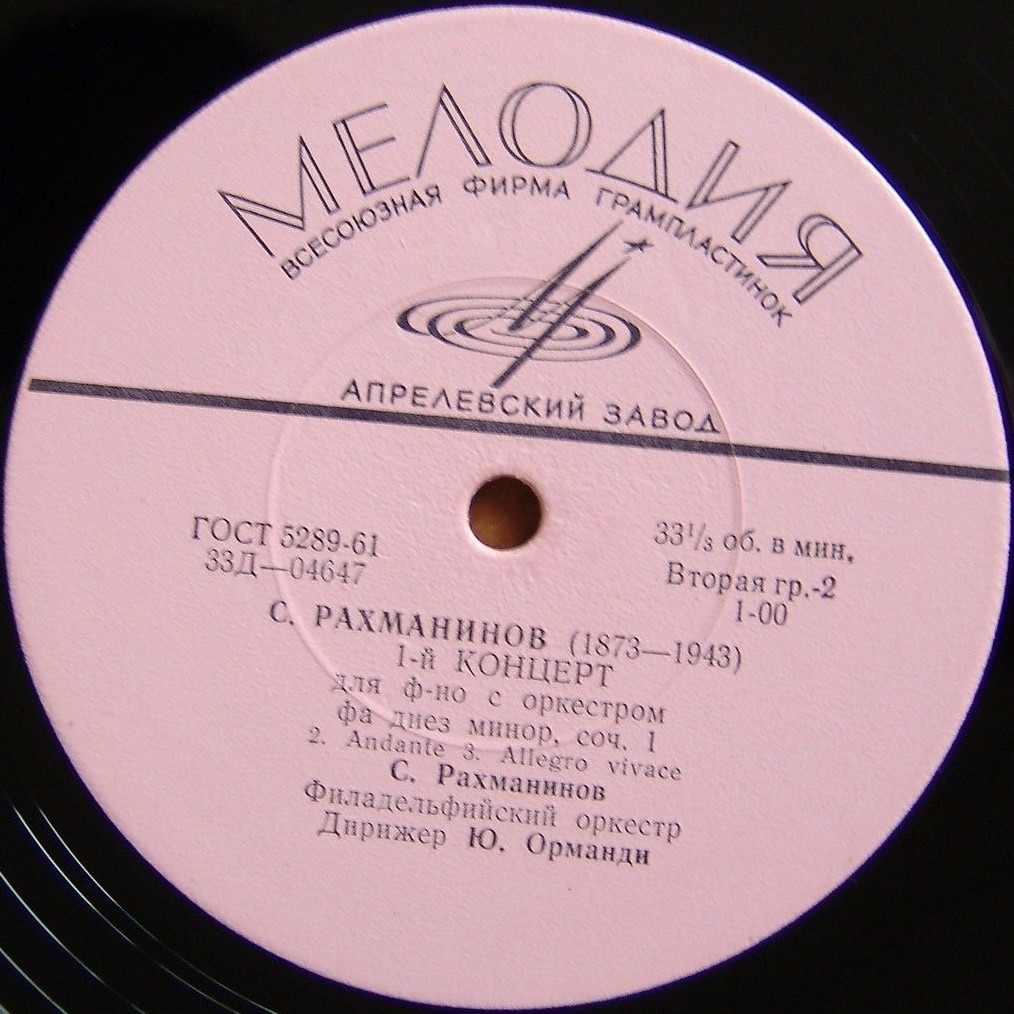 МЕЛОДИЯ
ВСЕСОЮЗНАЯ ФИРМА ГРАМПЛАСТИНОК
АПРЕЛЕВСКИЙ ЗАВОД
ГОСТ 5289-61
33Д—04647
33⅓ об. в мин.
Вторая гр.-2
1-00
С. РАХМАНИНОВ (1873—1943)
1-й КОНЦЕРТ
для ф-но с оркестром
фа диез минор, соч. 1
2. Andante 3. Allegro vivace
С. Рахманинов
Филадельфийский оркестр
Дирижер Ю. Орманди